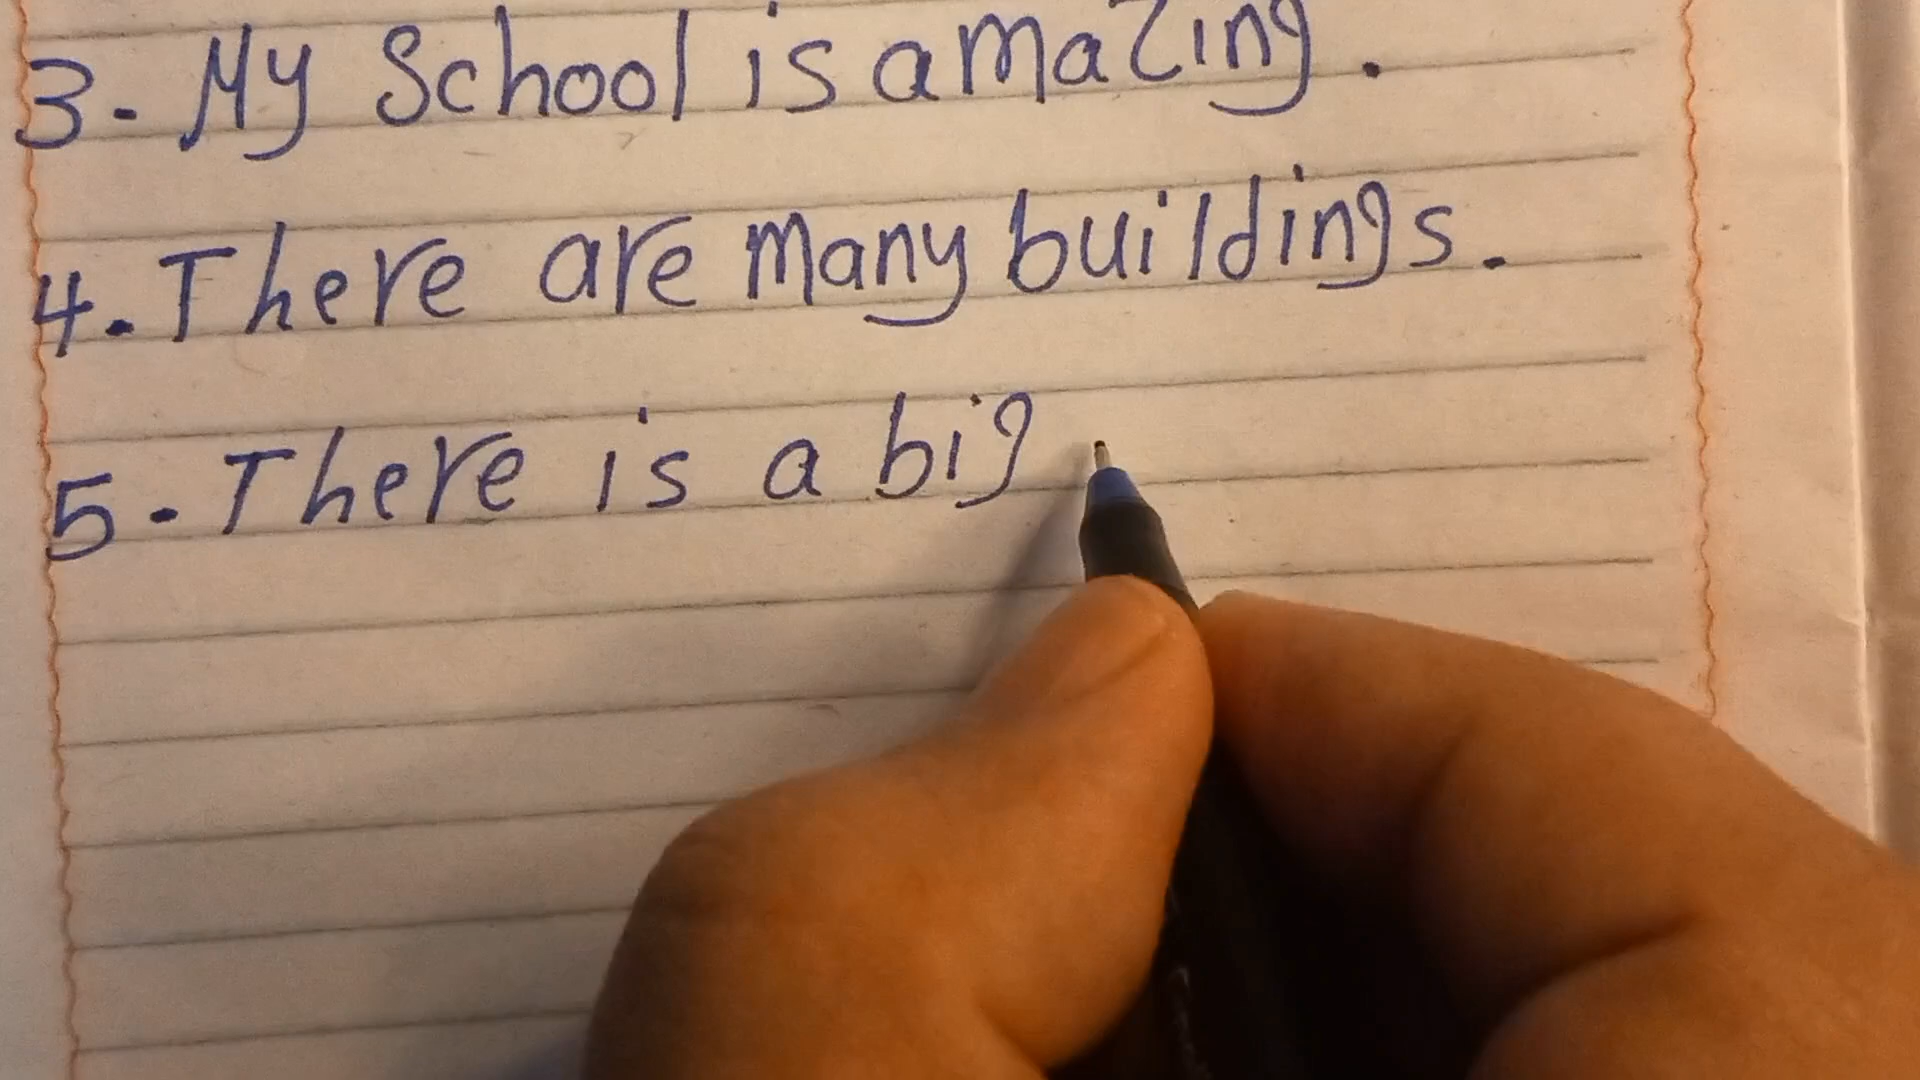 3- My School is amazing.
4. There are many buildings.
5. There is a big